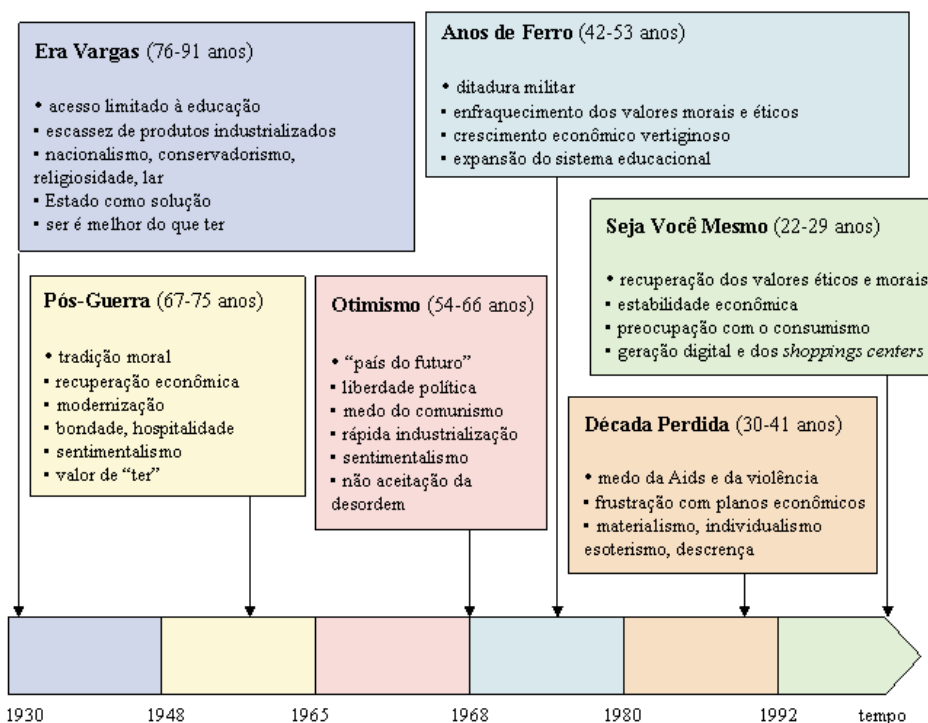 Era Vargas (76-91 anos)
• acesso limitado à educação
▪ escassez de produtos industrializados
▪ nacionalismo, conservadorismo,
religiosidade, lar
▪ Estado como solução
▪ ser é melhor do que ter
Anos de Ferro (42-53 anos)
• ditadura militar
▪ enfraquecimento dos valores morais e éticos
▪ crescimento econômico vertiginoso
▪ expansão do sistema educacional
Pós-Guerra (67-75 anos)
• tradição moral
▪ recuperação econômica
▪ modernização
▪ bondade, hospitalidade
▪ sentimentalismo
▪ valor de “ter”
Otimismo (54-66 anos)
• “país do futuro”
▪ liberdade política
▪ medo do comunismo
▪ rápida industrialização
▪ sentimentalismo
▪ não aceitação da
desordem
Seja Você Mesmo (22-29 anos)
• recuperação dos valores éticos e morais
▪ estabilidade econômica
▪ preocupação com o consumismo
▪ geração digital e dos shoppings centers
Década Perdida (30-41 anos)
• medo da Aids e da violência
▪ frustração com planos econômicos
▪ materialismo, individualismo
esoterismo, descrença
1930 1948 1965 1968 1980 1992 tempo